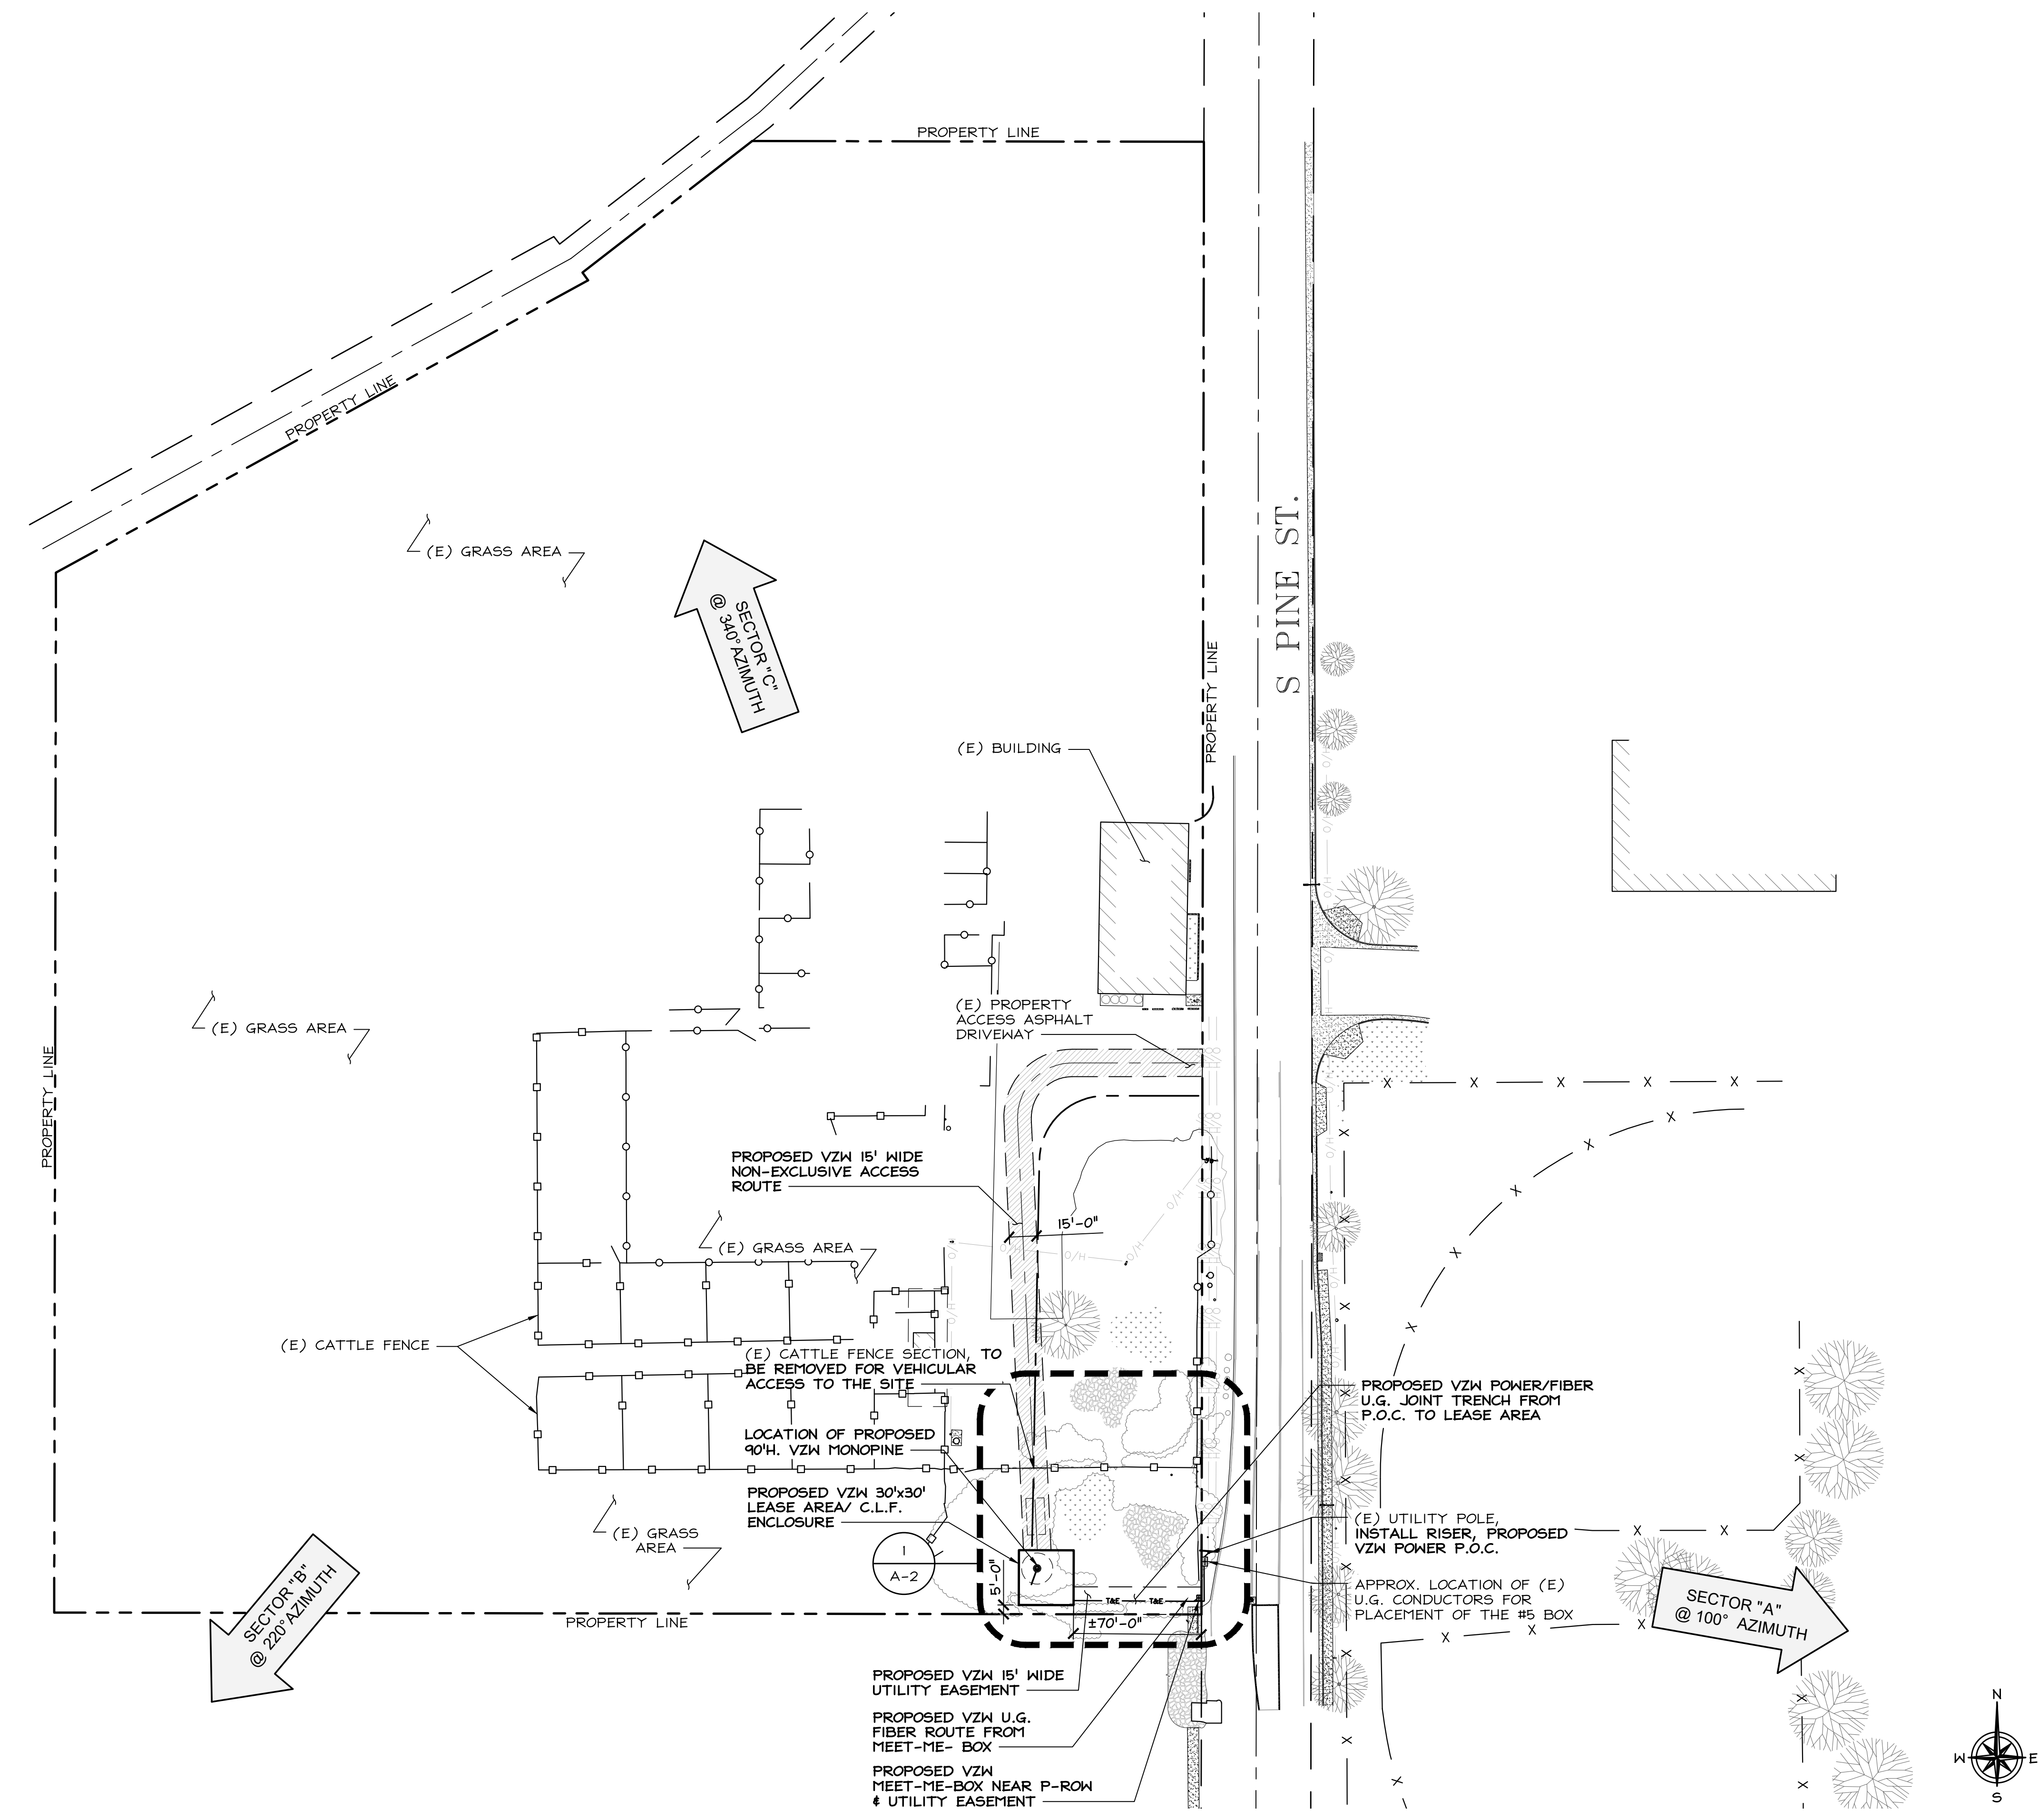 PROPERTY LINE
PROPERTY LINE
(E) GRASS AREA
SECTOR "C"
@ 340° AZIMUTH
S PINE ST.
PROPERTY LINE
(E) BUILDING
(E) GRASS AREA
(E) PROPERTY
ACCESS ASPHALT
DRIVEWAY
PROPERTY LINE
PROPOSED VZW 15' WIDE
NON-EXCLUSIVE ACCESS
ROUTE
15'-0"
(E) GRASS AREA
O/H
O/H
O/H
O/H
(E) CATTLE FENCE
(E) CATTLE FENCE SECTION, TO
BE REMOVED FOR VEHICULAR
ACCESS TO THE SITE
PROPOSED VZW POWER/FIBER
U.G. JOINT TRENCH FROM
P.O.C. TO LEASE AREA
LOCATION OF PROPOSED
90'H. VZW MONOPINE
PROPOSED VZW 30'x30'
LEASE AREA/ C.L.F.
ENCLOSURE
(E) GRASS
AREA
1
A-2
(E) UTILITY POLE,
INSTALL RISER, PROPOSED
VZW POWER P.O.C.
5'-0"
APPROX. LOCATION OF (E)
U.G. CONDUCTORS FOR
PLACEMENT OF THE #5 BOX
SECTOR "A"
@ 100° AZIMUTH
SECTOR "B"
@ 220° AZIMUTH
PROPERTY LINE
T&E
T&E
±70'-0"
PROPOSED VZW 15' WIDE
UTILITY EASEMENT
PROPOSED VZW U.G.
FIBER ROUTE FROM
MEET-ME- BOX
PROPOSED VZW
MEET-ME-BOX NEAR P-ROW
& UTILITY EASEMENT
N
W
E
S